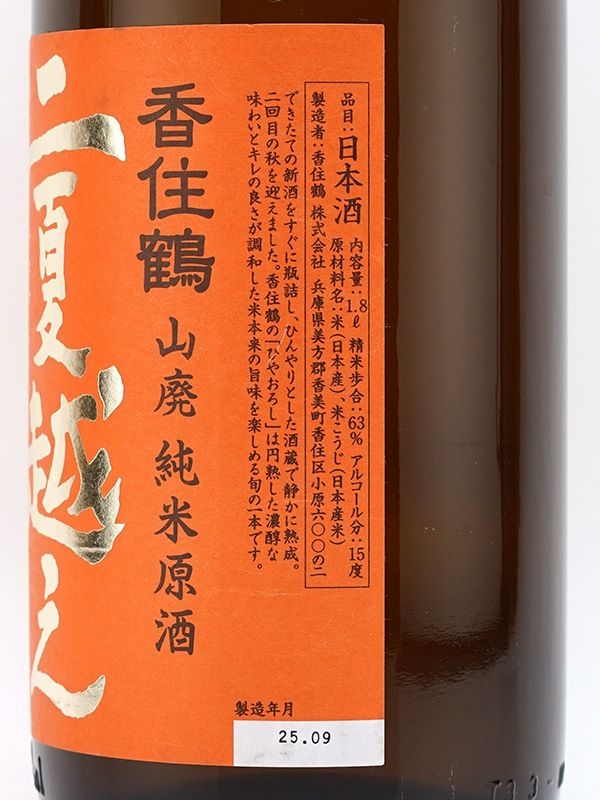 品目：日本酒 内容量：1.8ℓ 精米歩合：63% アルコール分：15度
原材料名：米（日本産）、米こうじ（日本産米）
製造者：香住鶴 株式会社 兵庫県美方郡香美町香住区小原六〇〇の二
できたての新酒をすぐに瓶詰し、ひんやりとした酒蔵で静かに熟成。
二回目の秋を迎えました。香住鶴の「ひやおろし」は円熟した濃醇な
味わいとキレの良さが調和した米本来の旨味を楽しめる旬の一本です。
香住鶴 山廃 純米原酒
二夏越え
製造年月
25.09